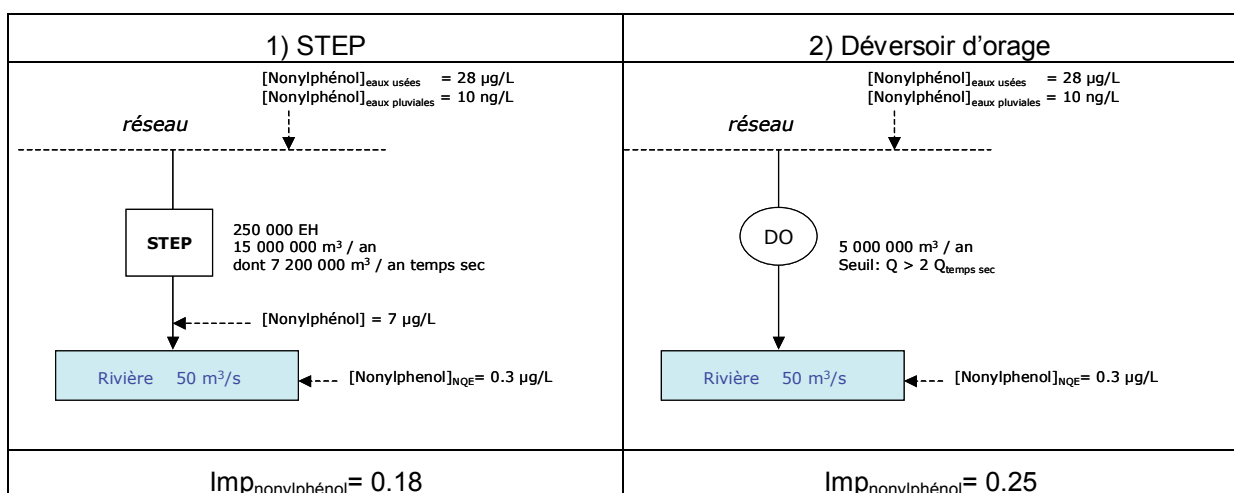 1) STEP
[Nonylphénol]eaux usées = 28 µg/L
[Nonylphénol]eaux pluviales = 10 ng/L
réseau
STEP
250 000 EH
15 000 000 m³ / an
dont 7 200 000 m³ / an temps sec
[Nonylphénol] = 7 µg/L
Rivière 50 m³/s
[Nonylphenol]NQE= 0.3 µg/L
Impnonylphénol= 0.18
2) Déversoir d'orage
[Nonylphénol]eaux usées = 28 µg/L
[Nonylphénol]eaux pluviales = 10 ng/L
réseau
DO
5 000 000 m³ / an
Seuil: Q > 2 Qtemps sec
Rivière 50 m³/s
[Nonylphenol]NQE= 0.3 µg/L
Impnonylphénol= 0.25